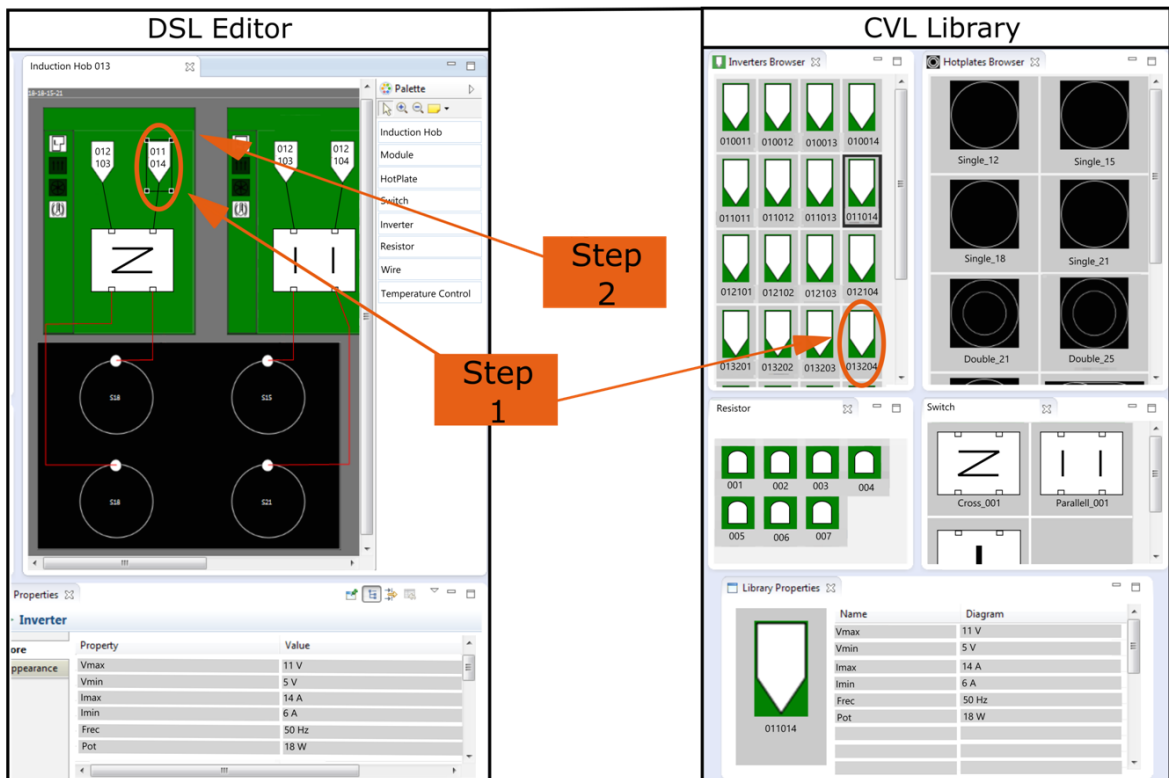 DSL Editor
Induction Hob 013
18-18-15-21
012
103
011
014
012
103
012
104
S18
S15
S18
S21
Palette
Induction Hob
Module
HotPlate
Switch
Inverter
Resistor
Wire
Temperature Control
Properties
Inverter
ore
ppearance
Property Value
Vmax 11 V
Vmin 5 V
Imax 14 A
Imin 6 A
Frec 50 Hz
Pot 18 W
Step
2
Step
1
CVL Library
Inverters Browser
010011 010012 010013 010014
011011 011012 011013 011014
012101 012102 012103 012104
013201 013202 013203 013204
Hotplates Browser
Single_12 Single_15
Single_18 Single_21
Double_21 Double_25
Resistor
001 002 003 004
005 006 007
Switch
Cross_001 Parallell_001
Library Properties
011014
Name Diagram
Vmax 11 V
Vmin 5 V
Imax 14 A
Imin 6 A
Frec 50 Hz
Pot 18 W